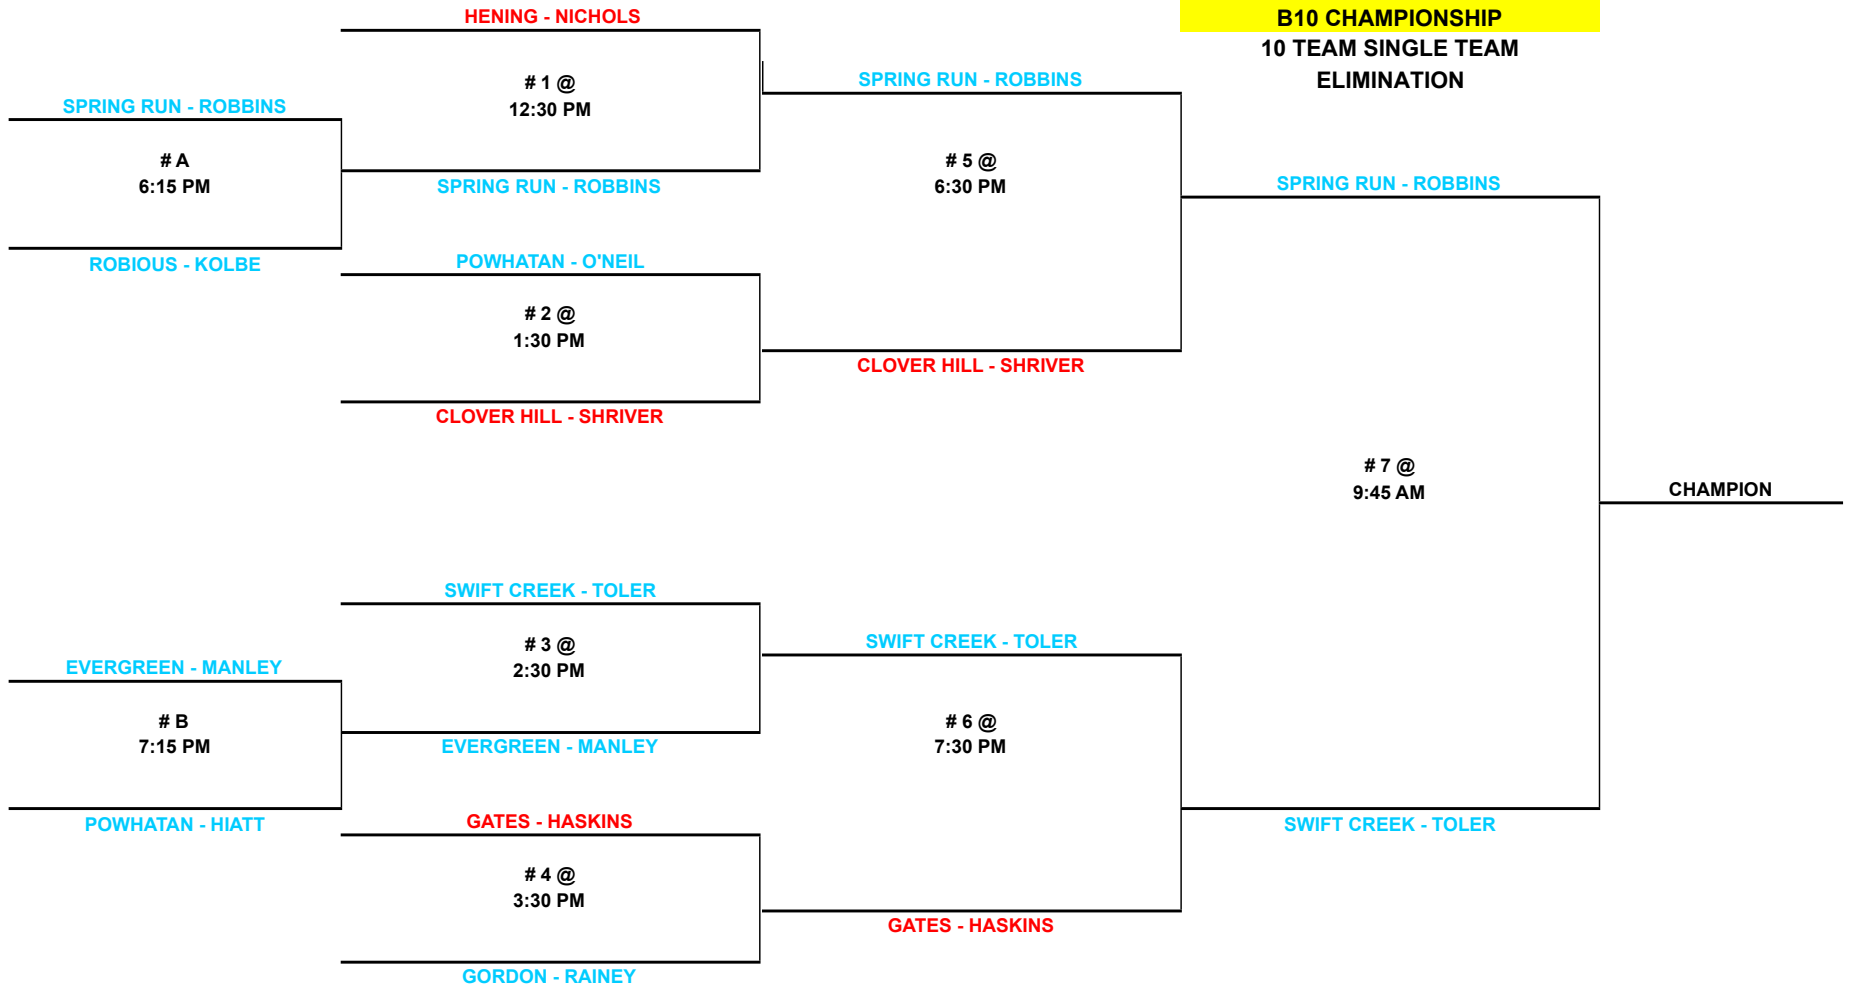 HENING - NICHOLS
B10 CHAMPIONSHIP
10 TEAM SINGLE TEAM
ELIMINATION
# 1 @
12:30 PM
SPRING RUN - ROBBINS
SPRING RUN - ROBBINS
# A
6:15 PM
# 5 @
6:30 PM
SPRING RUN - ROBBINS
SPRING RUN - ROBBINS
ROBIOUS - KOLBE
POWHATAN - O'NEIL
# 2 @
1:30 PM
CLOVER HILL - SHRIVER
CLOVER HILL - SHRIVER
# 7 @
9:45 AM
CHAMPION
SWIFT CREEK - TOLER
# 3 @
2:30 PM
SWIFT CREEK - TOLER
EVERGREEN - MANLEY
# B
7:15 PM
# 6 @
7:30 PM
EVERGREEN - MANLEY
POWHATAN - HIATT
GATES - HASKINS
SWIFT CREEK - TOLER
# 4 @
3:30 PM
GATES - HASKINS
GORDON - RAINEY